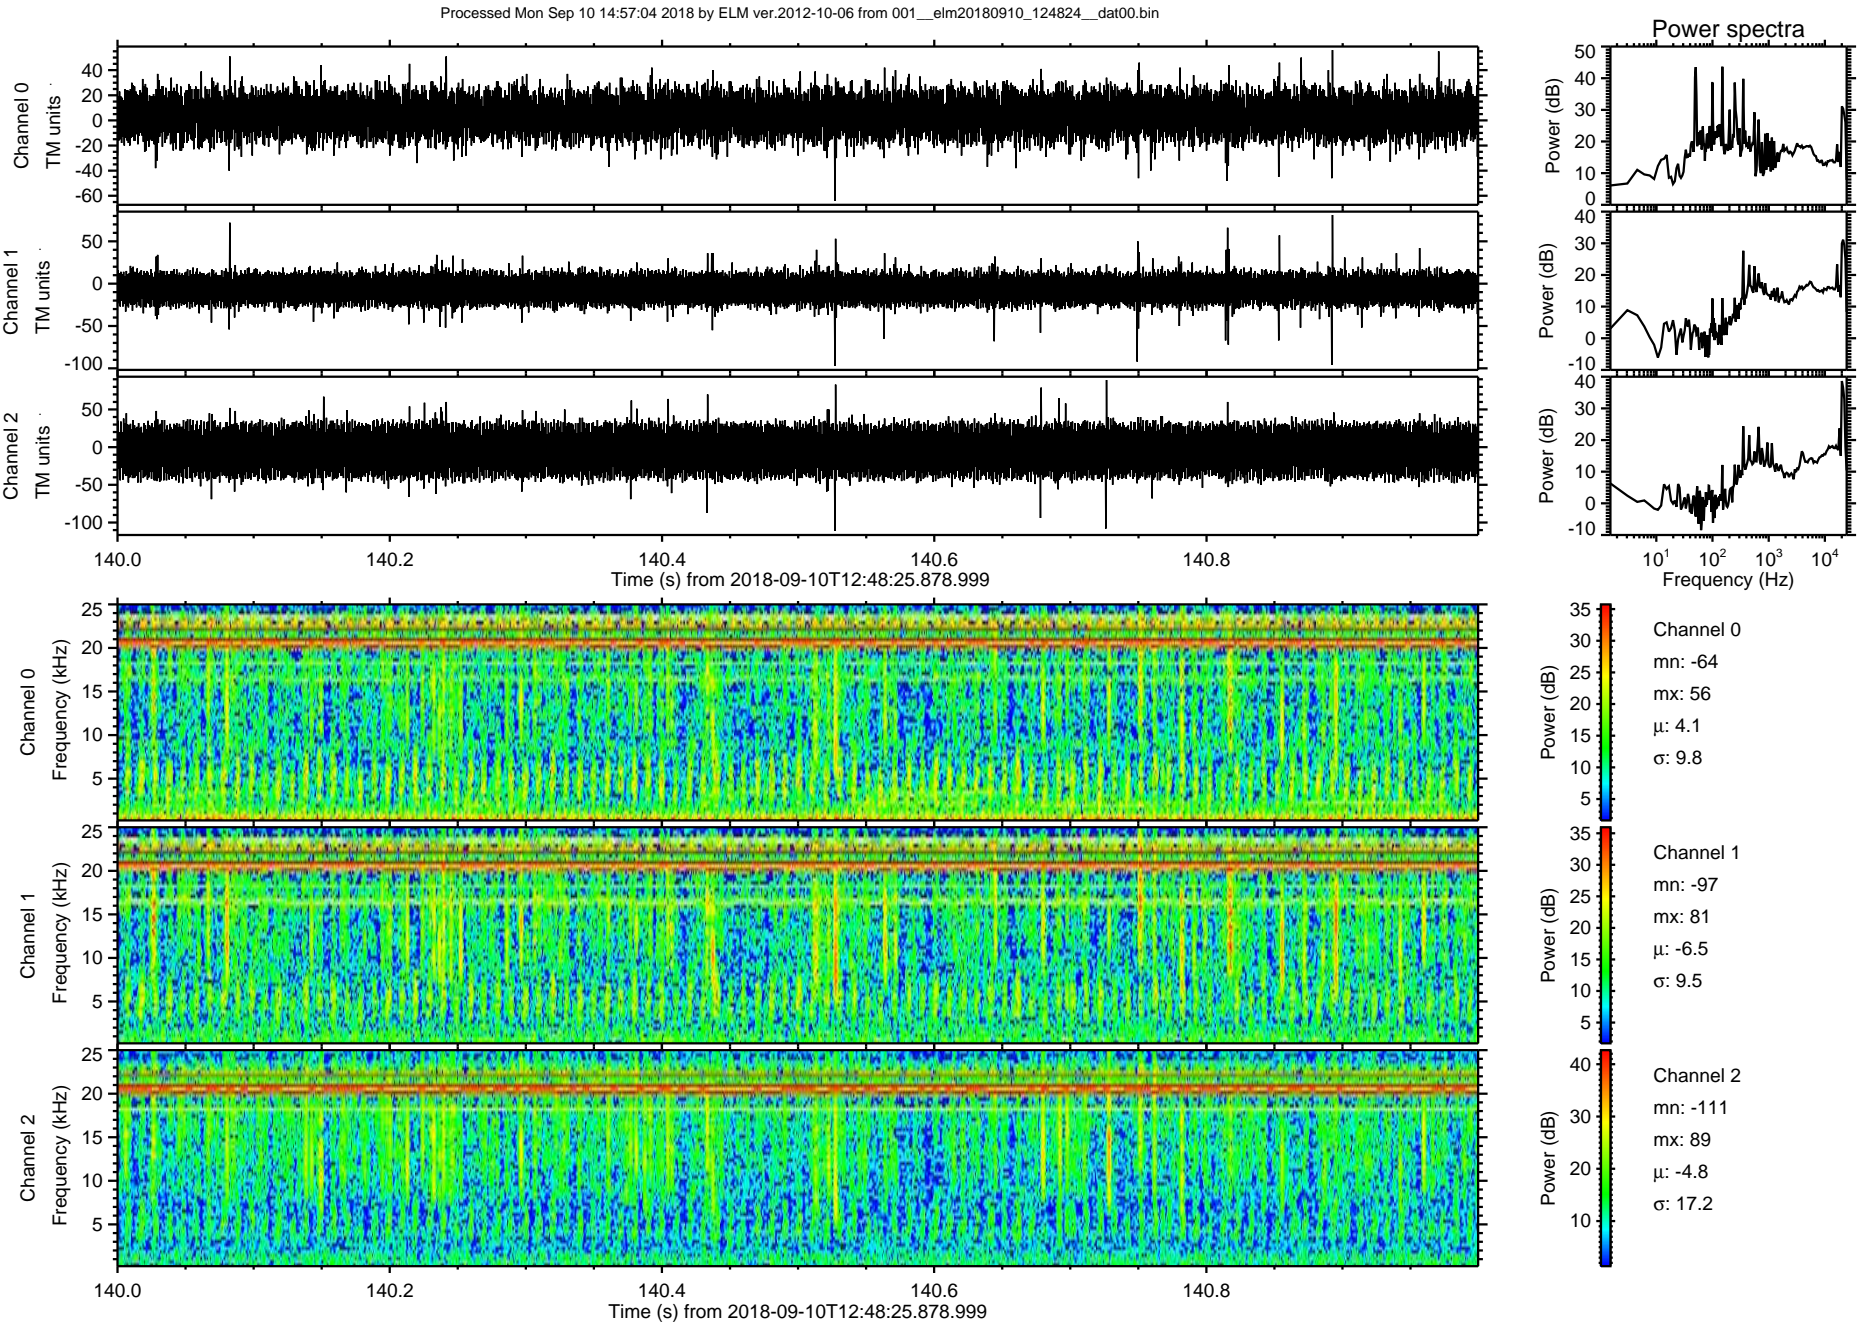 Processed Mon Sep 10 14:57:04 2018 by ELM ver.2012-10-06 from 001__elm20180910_124824__dat00.bin
Power spectra
Channel 0
TM units
40
20
0
-20
-40
-60
Power (dB)
50
40
30
20
10
0
Channel 1
TM units
50
0
-50
-100
Power (dB)
40
30
20
10
0
-10
Channel 2
TM units
50
0
-50
-100
Power (dB)
40
30
20
10
0
-10
140.0 140.2 140.4 140.6 140.8
Time (s) from 2018-09-10T12:48:25.878.999
10¹ 10² 10³ 10⁴
Frequency (Hz)
Channel 0
Frequency (kHz)
25
20
15
10
5
Power (dB)
35
30
25
20
15
10
5
Channel 0
mn: -64
mx: 56
μ: 4.1
σ: 9.8
Channel 1
Frequency (kHz)
25
20
15
10
5
Power (dB)
35
30
25
20
15
10
5
Channel 1
mn: -97
mx: 81
μ: -6.5
σ: 9.5
Channel 2
Frequency (kHz)
25
20
15
10
5
Power (dB)
40
30
20
10
Channel 2
mn: -111
mx: 89
μ: -4.8
σ: 17.2
140.0 140.2 140.4 140.6 140.8
Time (s) from 2018-09-10T12:48:25.878.999